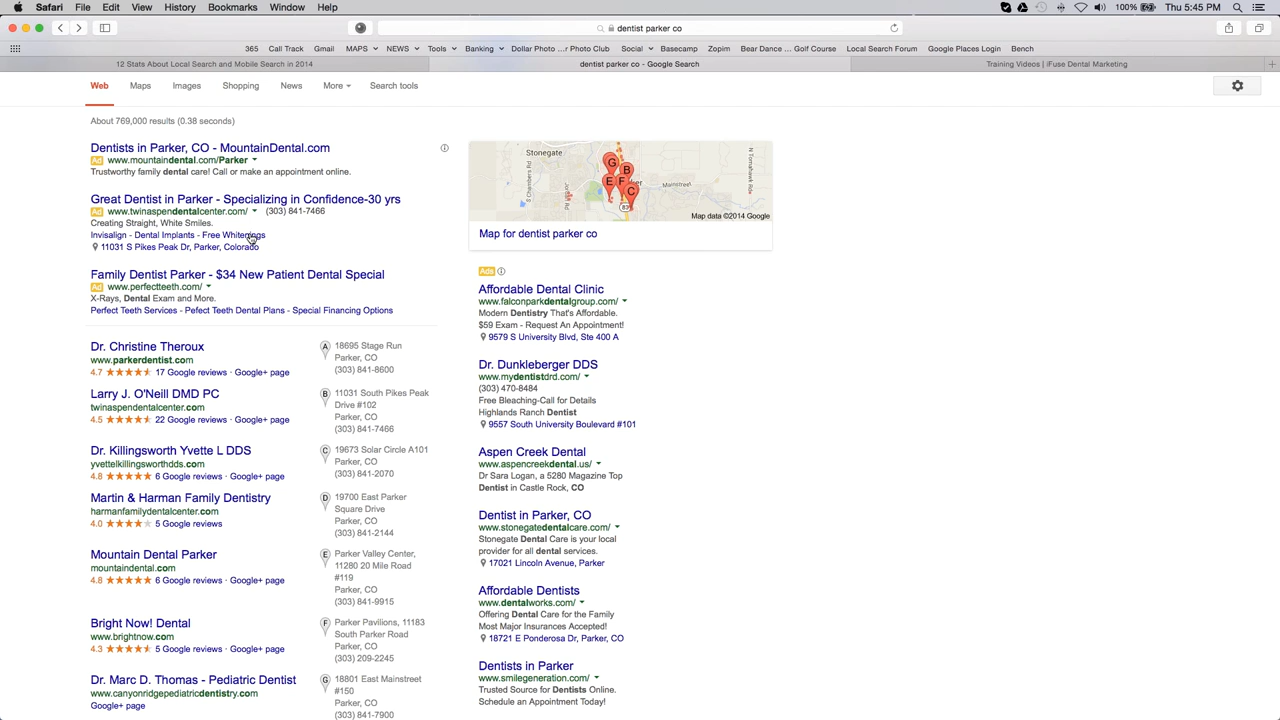 Safari File Edit View History Bookmarks Window Help 100% Thu 5:45 PM
dentist parker co
365 Call Track Gmail MAPS NEWS Tools Banking Dollar Photo ...r Photo Club Social Basecamp Zopim Bear Dance ... Golf Course Local Search Forum Google Places Login Bench
12 Stats About Local Search and Mobile Search in 2014 dentist parker co - Google Search Training Videos | iFuse Dental Marketing
Web Maps Images Shopping News More Search tools
About 769,000 results (0.38 seconds)
Dentists in Parker, CO - MountainDental.com
Ad www.mountaindental.com/Parker
Trustworthy family dental care! Call or make an appointment online.
Great Dentist in Parker - Specializing in Confidence-30 yrs
Ad www.twinaspendentalcenter.com/ (303) 841-7466
Creating Straight, White Smiles.
Invisalign - Dental Implants - Free Whitenings
11031 S Pikes Peak Dr, Parker, Colorado
Family Dentist Parker - $34 New Patient Dental Special
Ad www.perfectteeth.com/
X-Rays, Dental Exam and More.
Perfect Teeth Services - Pefect Teeth Dental Plans - Special Financing Options
Dr. Christine Theroux
www.parkerdentist.com
4.7 17 Google reviews · Google+ page
A 18695 Stage Run
Parker, CO
(303) 841-8600
Larry J. O'Neill DMD PC
twinaspendentalcenter.com
4.5 22 Google reviews · Google+ page
B 11031 South Pikes Peak
Drive #102
Parker, CO
(303) 841-7466
Dr. Killingsworth Yvette L DDS
yvettelkillingsworthdds.com
4.8 6 Google reviews · Google+ page
C 19673 Solar Circle A101
Parker, CO
(303) 841-2070
Martin & Harman Family Dentistry
harmanfamilydentalcenter.com
4.0 5 Google reviews
D 19700 East Parker
Square Drive
Parker, CO
(303) 841-2144
Mountain Dental Parker
mountaindental.com
4.8 6 Google reviews · Google+ page
E Parker Valley Center,
11280 20 Mile Road
#119
Parker, CO
(303) 841-9915
Bright Now! Dental
www.brightnow.com
4.3 5 Google reviews · Google+ page
F Parker Pavilions, 11183
South Parker Road
Parker, CO
(303) 209-2245
Dr. Marc D. Thomas - Pediatric Dentist
www.canyonridgepediatricdentistry.com
Google+ page
G 18801 East Mainstreet
#150
Parker, CO
(303) 841-7900
Stonegate
S Chambers Rd
N Tomahawk Rd
Mainstreet
G B E F C
83
Map data ©2014 Google
Map for dentist parker co
Ads
Affordable Dental Clinic
www.falconparkdentalgroup.com/
Modern Dentistry That's Affordable.
$59 Exam - Request An Appointment!
9579 S University Blvd, Ste 400 A
Dr. Dunkleberger DDS
www.mydentistdrd.com/
(303) 470-8484
Free Bleaching-Call for Details
Highlands Ranch Dentist
9557 South University Boulevard #101
Aspen Creek Dental
www.aspencreekdental.us/
Dr Sara Logan, a 5280 Magazine Top
Dentist in Castle Rock, CO
Dentist in Parker, CO
www.stonegatedentalcare.com/
Stonegate Dental Care is your local
provider for all dental services.
17021 Lincoln Avenue, Parker
Affordable Dentists
www.dentalworks.com/
Offering Dental Care for the Family
Most Major Insurances Accepted!
18721 E Ponderosa Dr, Parker, CO
Dentists in Parker
www.smilegeneration.com/
Trusted Source for Dentists Online.
Schedule an Appointment Today!